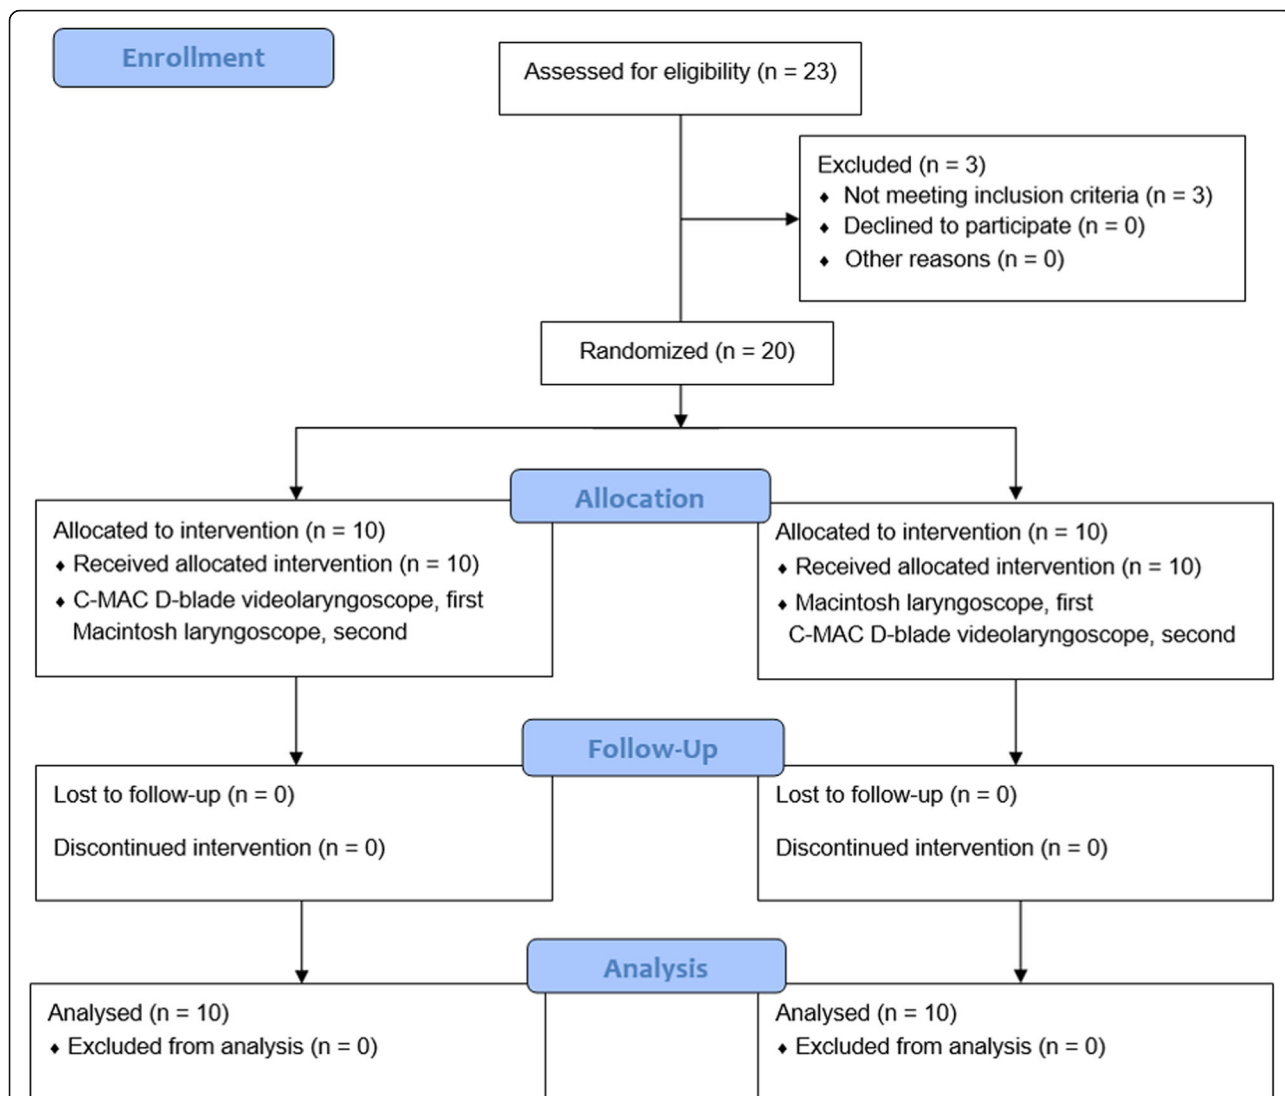 Enrollment
Assessed for eligibility (n = 23)
Excluded (n = 3)
♦ Not meeting inclusion criteria (n = 3)
♦ Declined to participate (n = 0)
♦ Other reasons (n = 0)
Randomized (n = 20)
Allocation
Allocated to intervention (n = 10)
♦ Received allocated intervention (n = 10)
♦ C-MAC D-blade videolaryngoscope, first
Macintosh laryngoscope, second
Allocated to intervention (n = 10)
♦ Received allocated intervention (n = 10)
♦ Macintosh laryngoscope, first
C-MAC D-blade videolaryngoscope, second
Follow-Up
Lost to follow-up (n = 0)
Discontinued intervention (n = 0)
Lost to follow-up (n = 0)
Discontinued intervention (n = 0)
Analysis
Analysed (n = 10)
♦ Excluded from analysis (n = 0)
Analysed (n = 10)
♦ Excluded from analysis (n = 0)